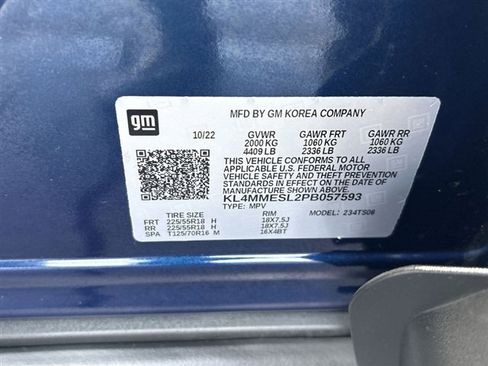 gm
MFD BY GM KOREA COMPANY
10/22 GVWR GAWR FRT GAWR RR
2000 KG 1060 KG 1060 KG
4409 LB 2336 LB 2336 LB
THIS VEHICLE CONFORMS TO ALL
APPLICABLE U.S. FEDERAL MOTOR
VEHICLE SAFETY AND THEFT PREVENTION
STANDARDS IN EFFECT ON THE DATE OF
MANUFACTURE SHOWN ABOVE.
KL4MMESL2PB057593
TYPE: MPV MODEL: 234TS06
TIRE SIZE RIM
FRT 225/55R18 H 18X7.5J
RR 225/55R18 H 18X7.5J
SPA T125/70R16 M 16X4BT